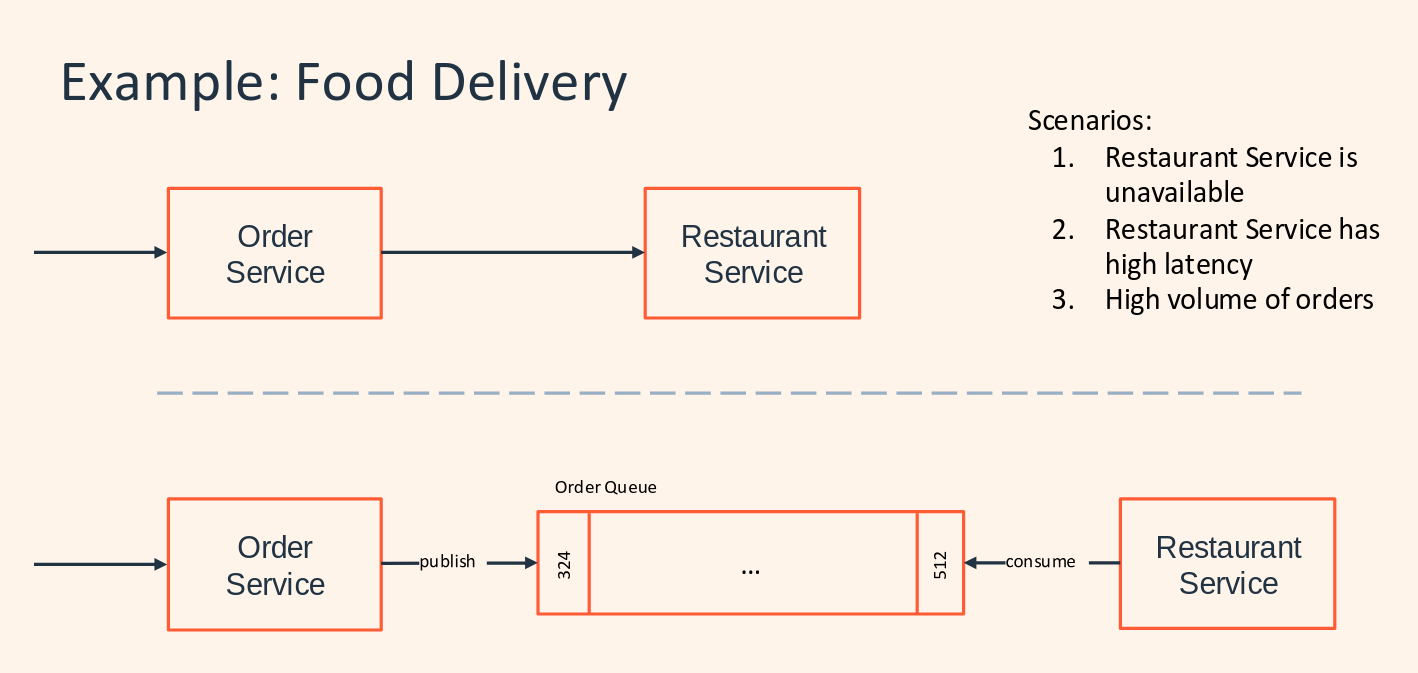 Example: Food Delivery
Scenarios:
1. Restaurant Service is
unavailable
2. Restaurant Service has
high latency
3. High volume of orders
Order
Service
Restaurant
Service
Order Queue
Order
Service
publish
324
...
512
consume
Restaurant
Service